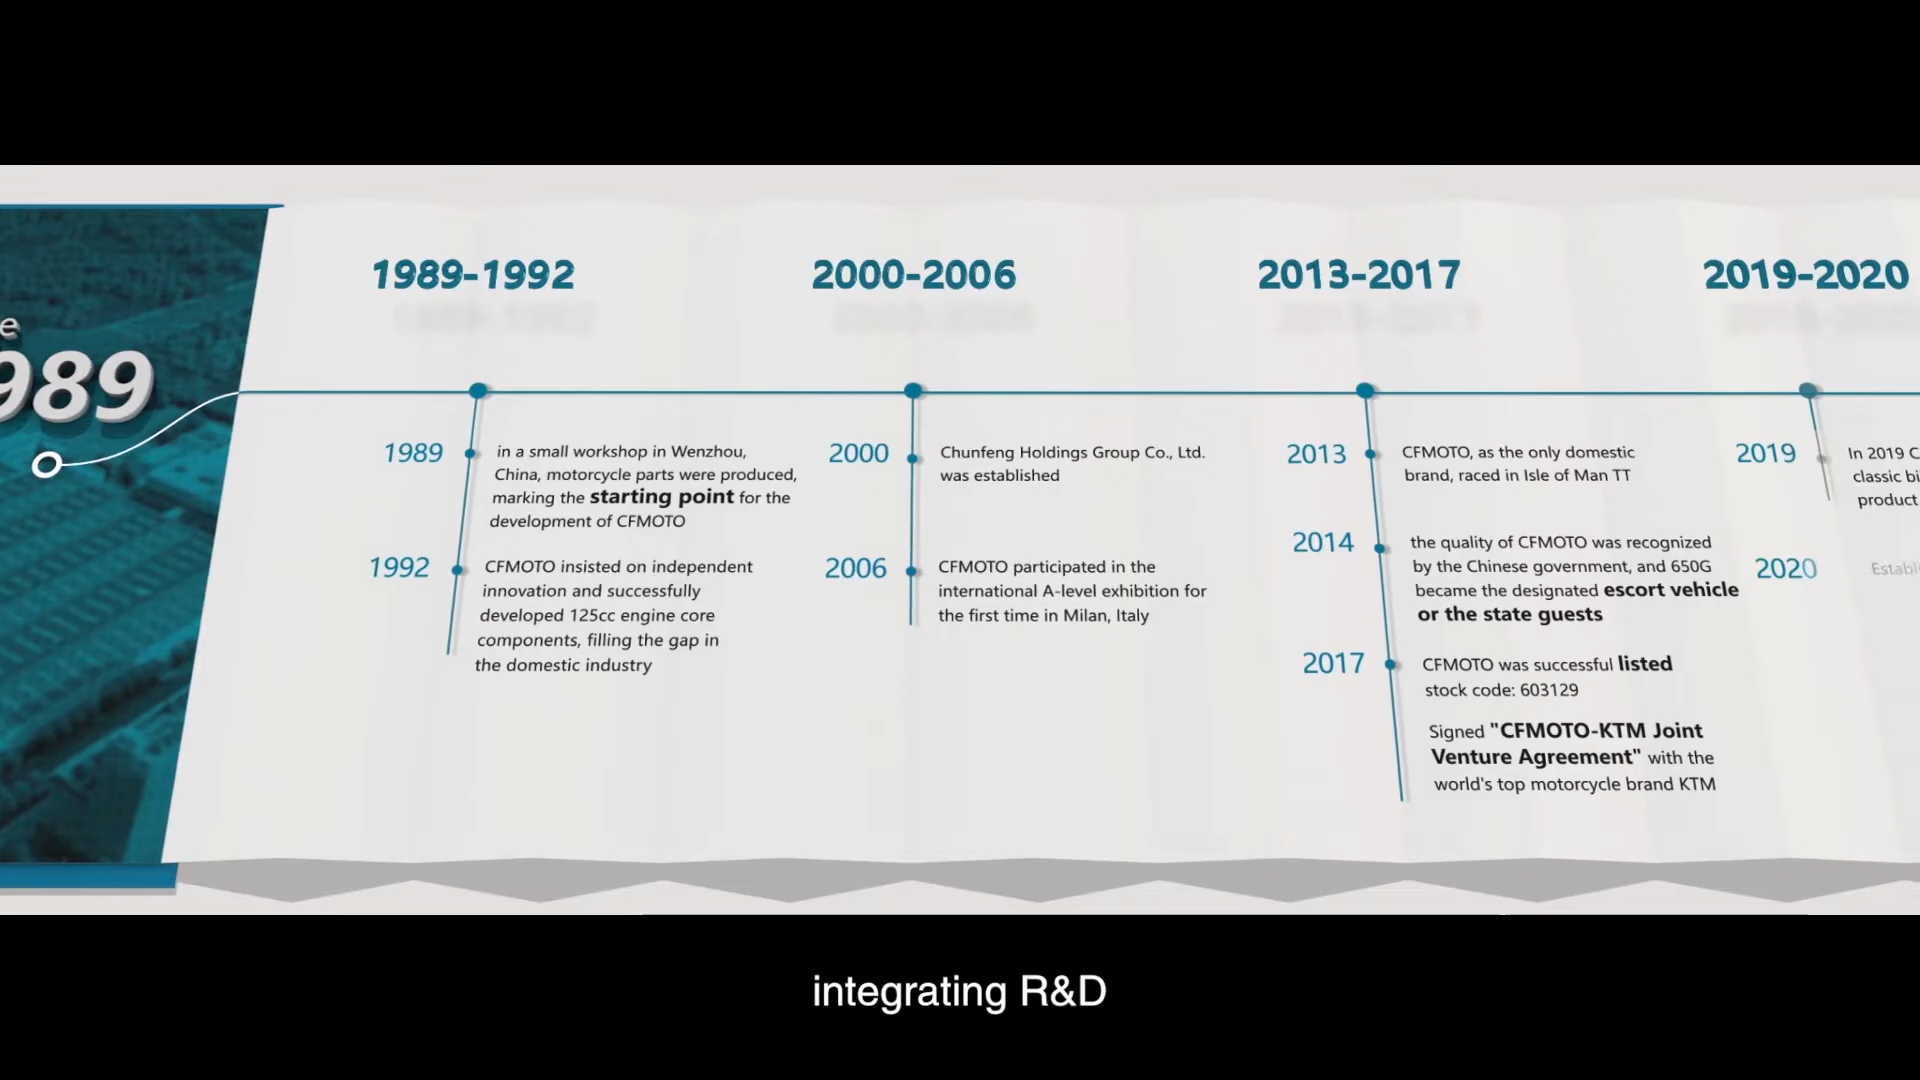 e
989
1989-1992
1989
in a small workshop in Wenzhou,
China, motorcycle parts were produced,
marking the starting point for the
development of CFMOTO
1992
CFMOTO insisted on independent
innovation and successfully
developed 125cc engine core
components, filling the gap in
the domestic industry
2000-2006
2000
Chunfeng Holdings Group Co., Ltd.
was established
2006
CFMOTO participated in the
international A-level exhibition for
the first time in Milan, Italy
2013-2017
2013
CFMOTO, as the only domestic
brand, raced in Isle of Man TT
2014
the quality of CFMOTO was recognized
by the Chinese government, and 650G
became the designated escort vehicle
or the state guests
2017
CFMOTO was successful listed
stock code: 603129
Signed "CFMOTO-KTM Joint
Venture Agreement" with the
world's top motorcycle brand KTM
2019-2020
2019
In 2019 C
classic bi
product
2020
Establi
integrating R&D